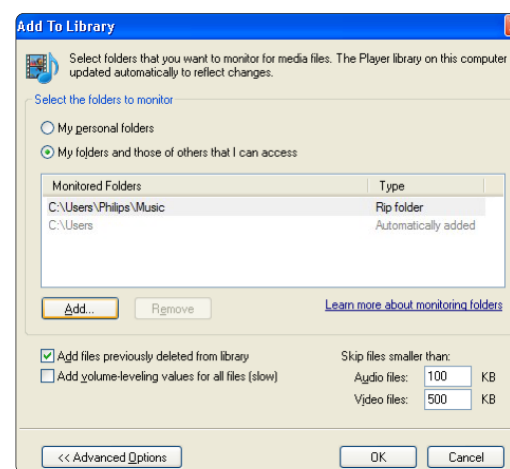 Add To Library
Select folders that you want to monitor for media files. The Player library on this computer
updated automatically to reflect changes.
Select the folders to monitor
My personal folders
My folders and those of others that I can access
Monitored Folders Type
C:\Users\Philips\Music Rip folder
C:\Users Automatically added
Add... Remove Learn more about monitoring folders
Add files previously deleted from library Skip files smaller than:
Add volume-leveling values for all files (slow) Audio files: 100 KB
Video files: 500 KB
<< Advanced Options OK Cancel